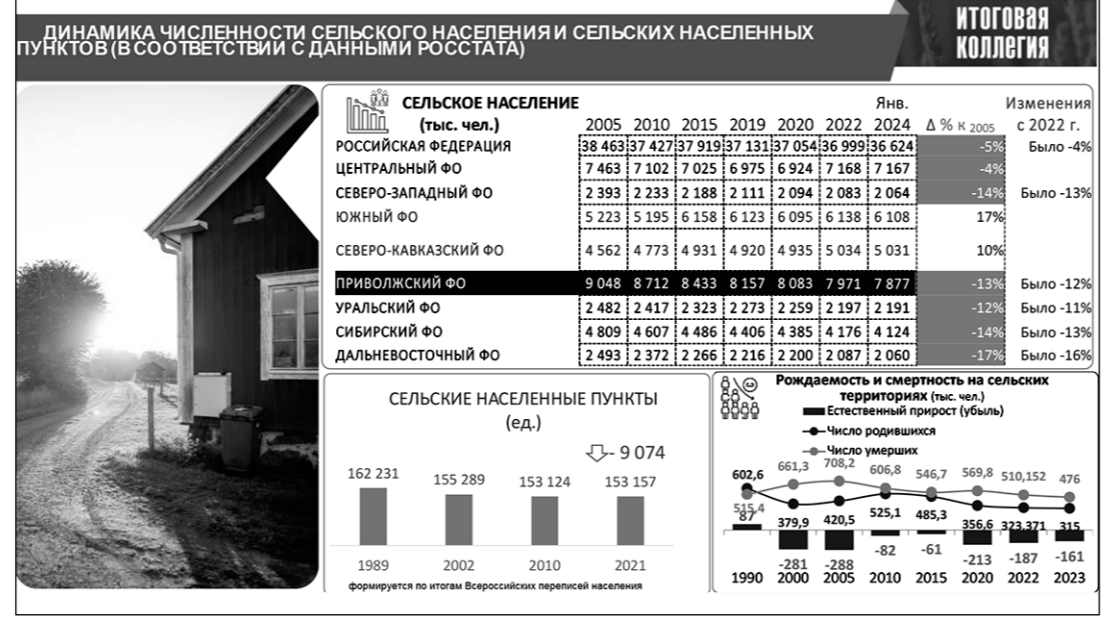 ДИНАМИКА ЧИСЛЕННОСТИ СЕЛЬСКОГО НАСЕЛЕНИЯ И СЕЛЬСКИХ НАСЕЛЕННЫХ
ПУНКТОВ (В СООТВЕТСТВИИ С ДАННЫМИ РОССТАТА)
ИТОГОВАЯ
КОЛЛЕГИЯ
СЕЛЬСКОЕ НАСЕЛЕНИЕ Янв. Изменения
(тыс. чел.) 2005 2010 2015 2019 2020 2022 2024 Δ % к 2005 с 2022 г.
РОССИЙСКАЯ ФЕДЕРАЦИЯ 38 463 37 427 37 919 37 131 37 054 36 999 36 624 -5% Было -4%
ЦЕНТРАЛЬНЫЙ ФО 7 463 7 102 7 025 6 975 6 924 7 168 7 167 -4%
СЕВЕРО-ЗАПАДНЫЙ ФО 2 393 2 233 2 188 2 111 2 094 2 083 2 064 -14% Было -13%
ЮЖНЫЙ ФО 5 223 5 195 6 158 6 123 6 095 6 138 6 108 17%
СЕВЕРО-КАВКАЗСКИЙ ФО 4 562 4 773 4 931 4 920 4 935 5 034 5 031 10%
ПРИВОЛЖСКИЙ ФО 9 048 8 712 8 433 8 157 8 083 7 971 7 877 -13% Было -12%
УРАЛЬСКИЙ ФО 2 482 2 417 2 323 2 273 2 259 2 197 2 191 -12% Было -11%
СИБИРСКИЙ ФО 4 809 4 607 4 486 4 406 4 385 4 176 4 124 -14% Было -13%
ДАЛЬНЕВОСТОЧНЫЙ ФО 2 493 2 372 2 266 2 216 2 200 2 087 2 060 -17% Было -16%
СЕЛЬСКИЕ НАСЕЛЕННЫЕ ПУНКТЫ
(ед.)
- 9 074
162 231 155 289 153 124 153 157
1989 2002 2010 2021
формируется по итогам Всероссийских переписей населения
Рождаемость и смертность на сельских
территориях (тыс. чел.)
Естественный прирост (убыль)
Число родившихся
Число умерших
602,6 661,3 708,2 606,8 546,7 569,8 510,152 476
515,4 379,9 420,5 525,1 485,3 356,6 323,371 315
87 -281 -288 -82 -61 -213 -187 -161
1990 2000 2005 2010 2015 2020 2022 2023